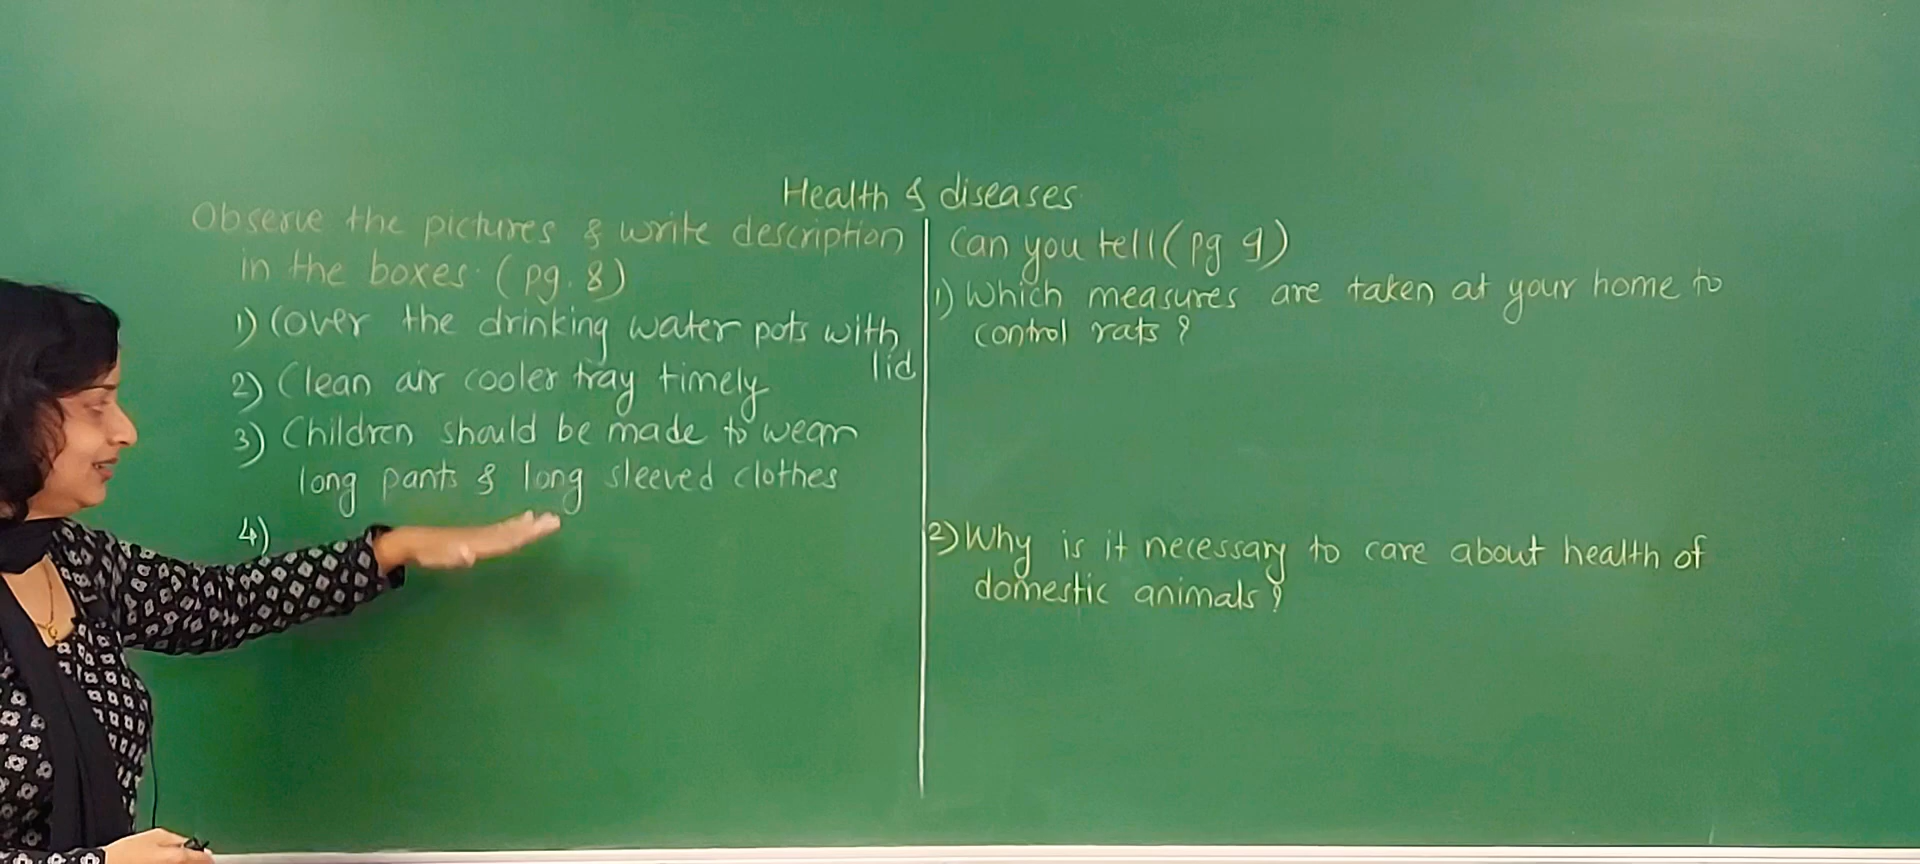 Health & diseases
Observe the pictures & write description
in the boxes. (pg. 8)
1) Cover the drinking water pots with
lid
2) Clean air cooler tray timely
3) Children should be made to wear
long pants & long sleeved clothes
4)
Can you tell (pg 9)
1) Which measures are taken at your home to
control rats?
2) Why is it necessary to care about health of
domestic animals?